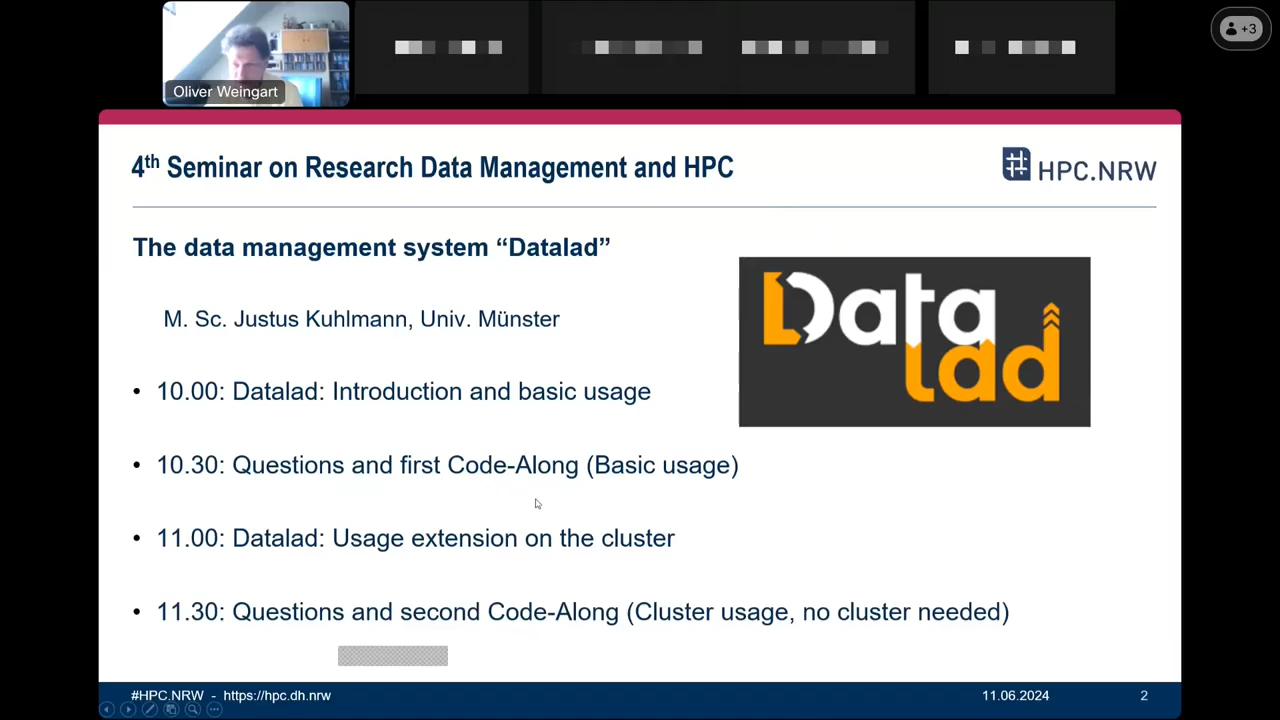 +3
Oliver Weingart
4th Seminar on Research Data Management and HPC
HPC.NRW
The data management system “Datalad”
Data
lad
M. Sc. Justus Kuhlmann, Univ. Münster
• 10.00: Datalad: Introduction and basic usage
• 10.30: Questions and first Code-Along (Basic usage)
• 11.00: Datalad: Usage extension on the cluster
• 11.30: Questions and second Code-Along (Cluster usage, no cluster needed)
#HPC.NRW - https://hpc.dh.nrw
11.06.2024
2